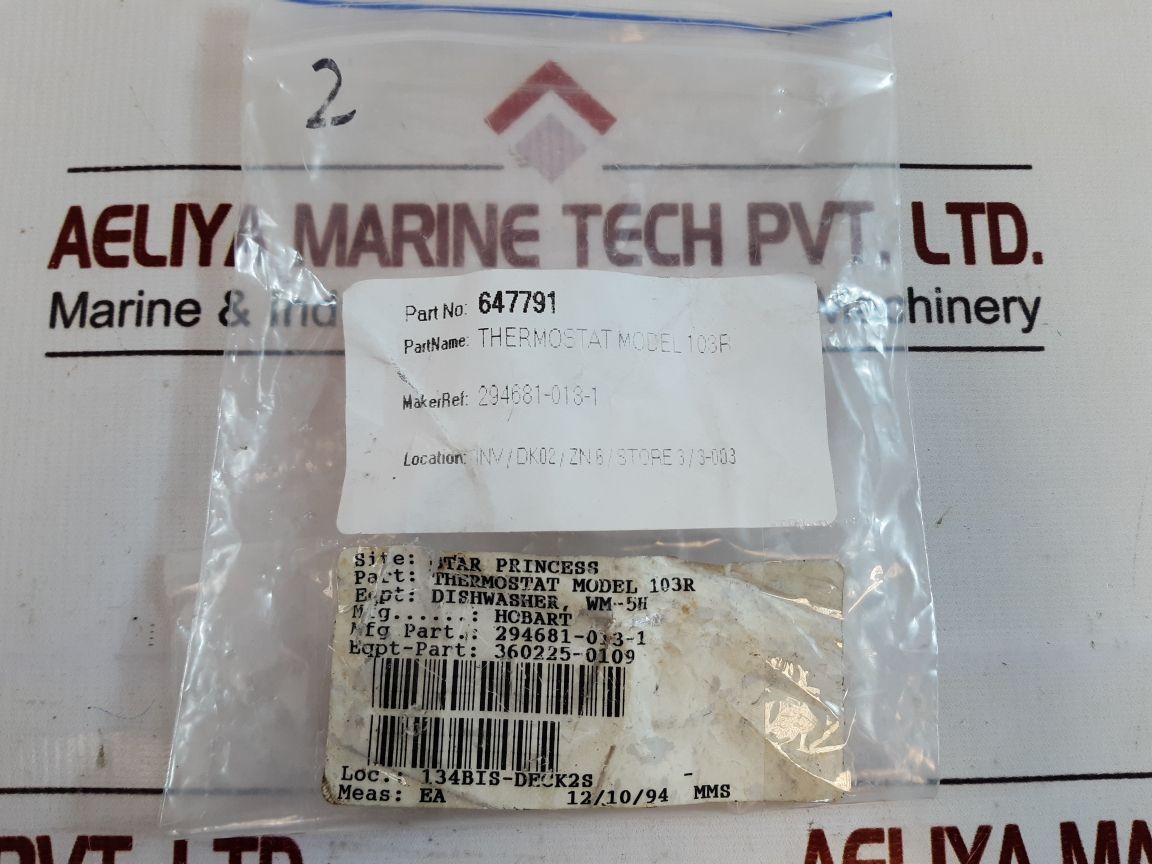 2
AELIYA MARINE TECH PVT. LTD.
Marine & Ind Machinery
Part No: 647791
PartName: THERMOSTAT MODEL 103R
MakerRef: 294681-013-1
Location: INV/DK02/ZN 6/STORE 3/3-003
Site: STAR PRINCESS
Part: THERMOSTAT MODEL 103R
Eqpt: DISHWASHER, WM-5H
Mfg......: HOBART
Mfg Part.: 294681-013-1
Eqpt-Part: 360225-0109
Loc.: 134BIS-DECK2S -
Meas: EA 12/10/94 MMS
PVT. LTD. AELIYA MA